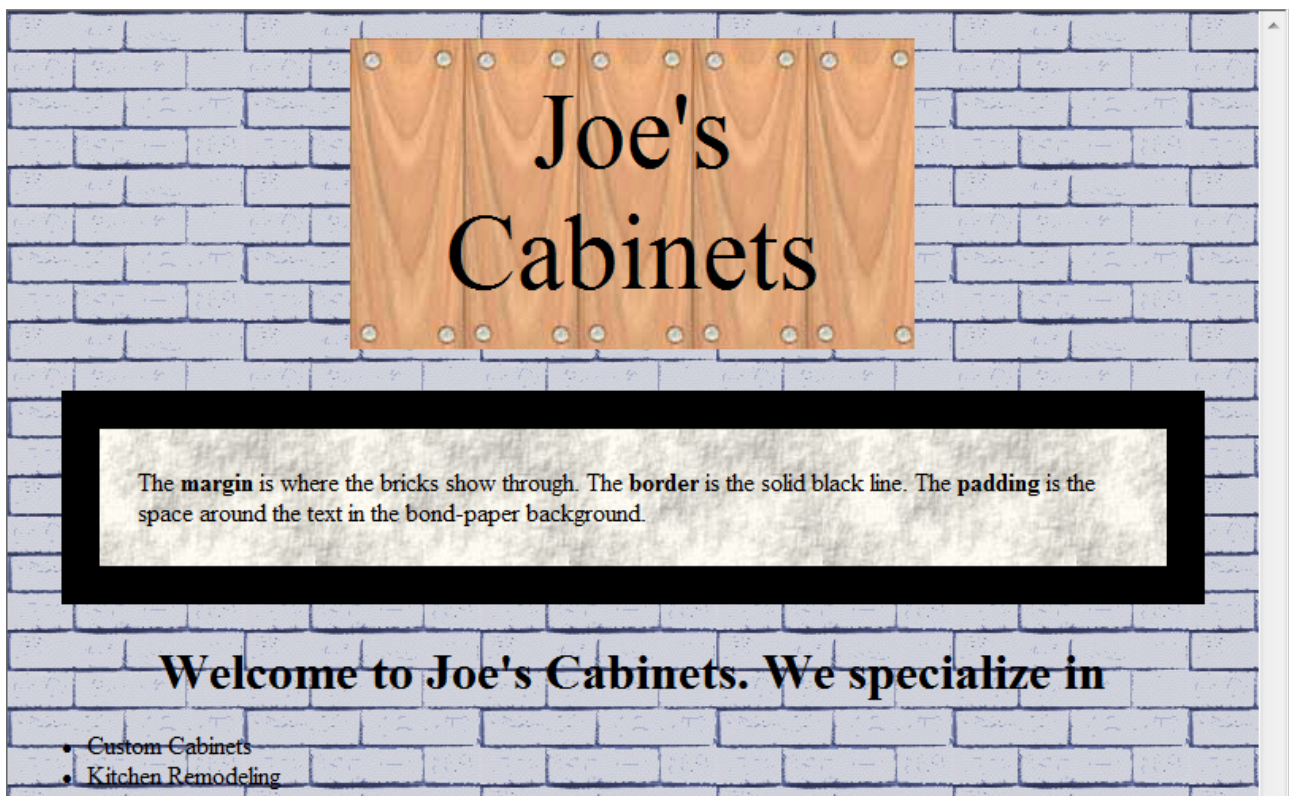 Joe's
Cabinets
The margin is where the bricks show through. The border is the solid black line. The padding is the
space around the text in the bond-paper background.
Welcome to Joe's Cabinets. We specialize in
Custom Cabinets
Kitchen Remodeling